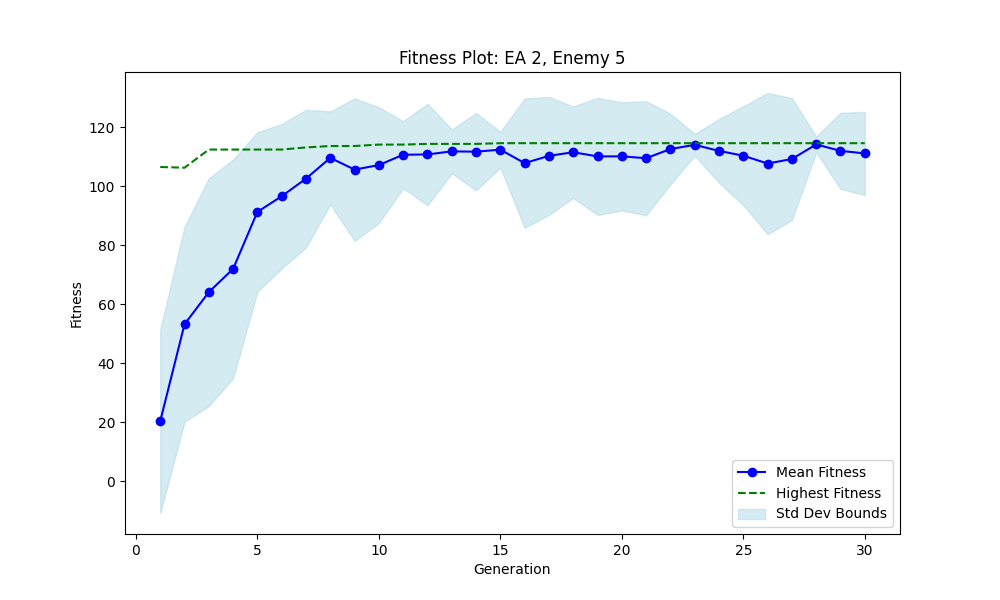 Fitness Plot: EA 2, Enemy 5
120
100
80
60
40
20
0
Fitness
0 5 10 15 20 25 30
Generation
Mean Fitness
Highest Fitness
Std Dev Bounds